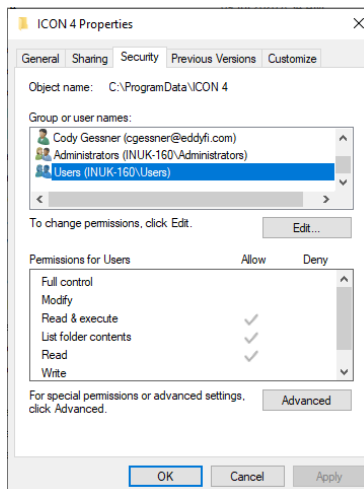 ICON 4 Properties
General Sharing Security Previous Versions Customize
Object name: C:\ProgramData\ICON 4
Group or user names:
Cody Gessner (cgessner@eddyfi.com)
Administrators (INUK-160\Administrators)
Users (INUK-160\Users)
To change permissions, click Edit.
Edit...
Permissions for Users Allow Deny
Full control
Modify
Read & execute
List folder contents
Read
Write
For special permissions or advanced settings,
click Advanced.
Advanced
OK Cancel Apply